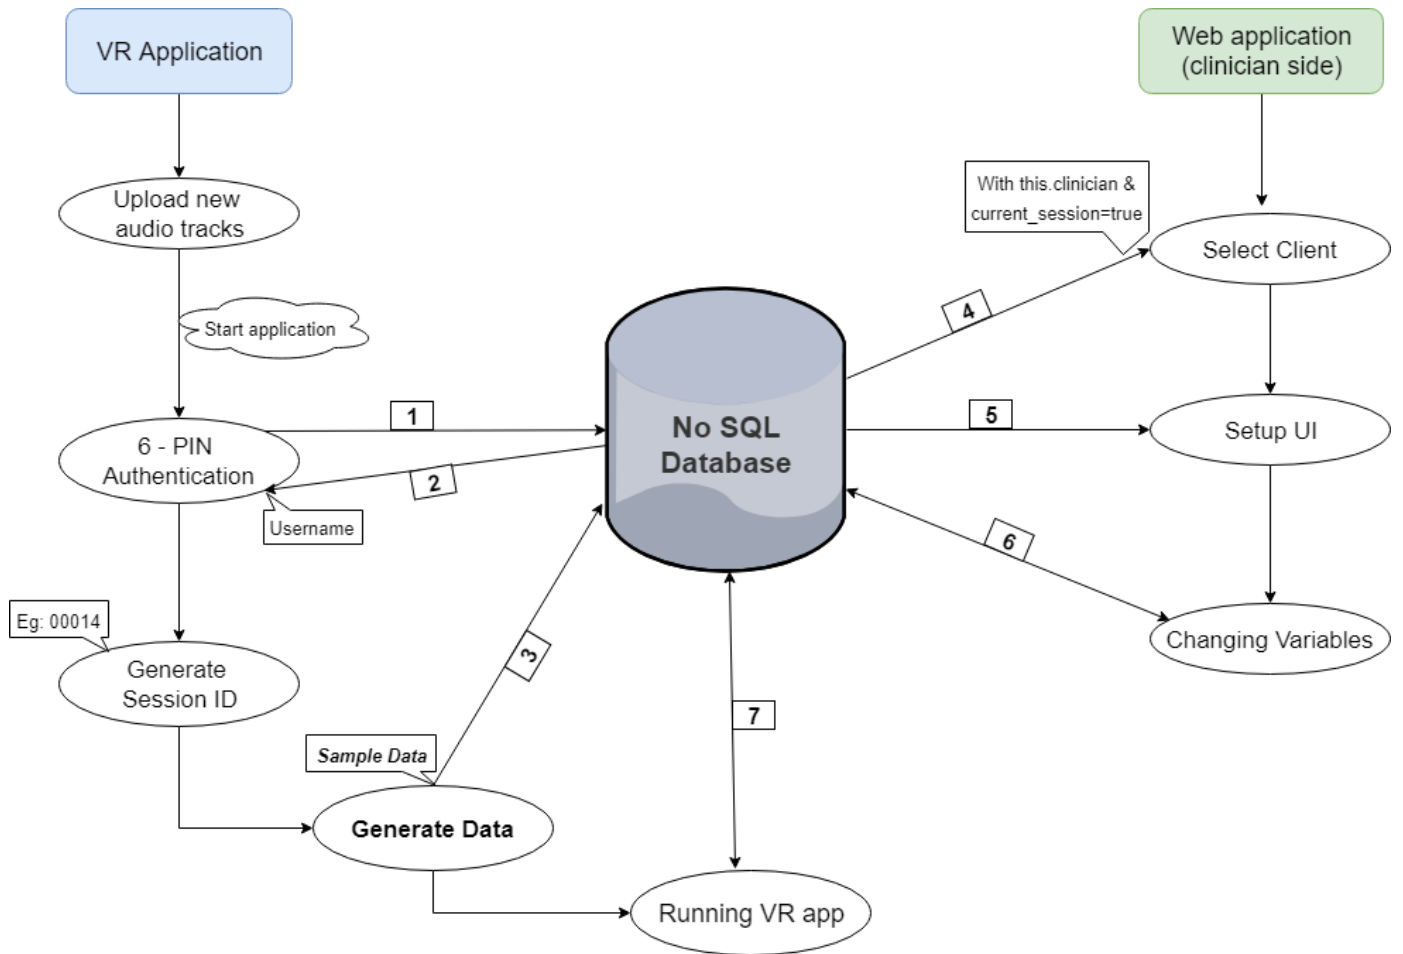 VR Application
Web application
(clinician side)
Upload new
audio tracks
With this.clinician &
current_session=true
Select Client
Start application
4
No SQL
Database
1
5
6 - PIN
Authentication
2
Setup UI
Username
6
Eg: 00014
Generate
Session ID
3
Changing Variables
7
Sample Data
Generate Data
Running VR app